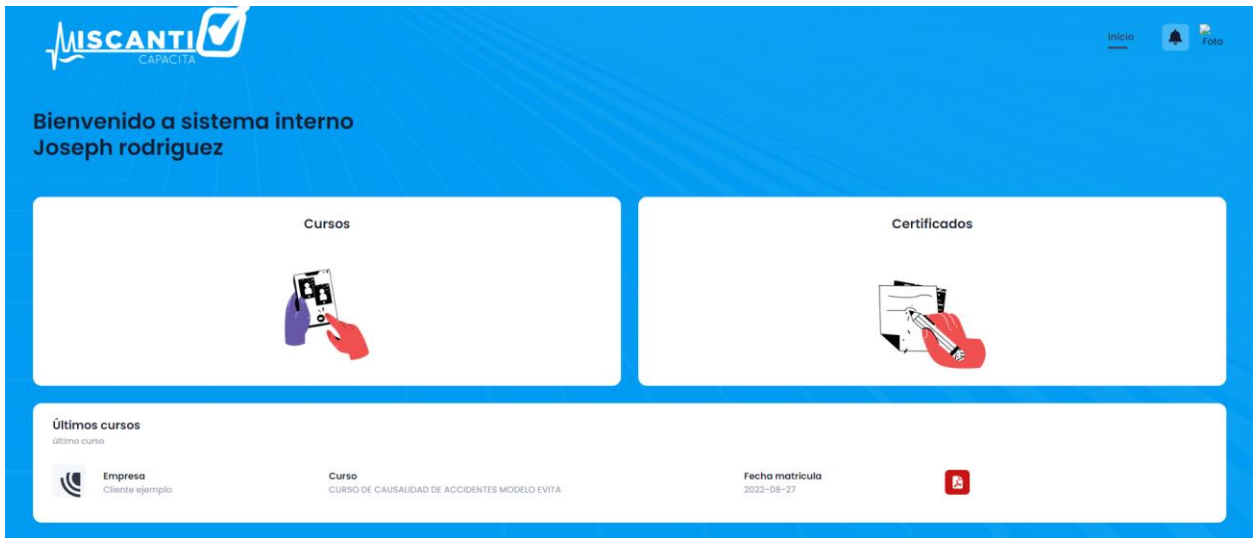 MISCANTI
CAPACITA
Inicio
Foto
Bienvenido a sistema interno
Joseph rodriguez
Cursos
Certificados
Últimos cursos
último curso
Empresa
Curso
Fecha matricula
Cliente ejemplo
CURSO DE CAUSALIDAD DE ACCIDENTES MODELO EVITA
2022-08-27